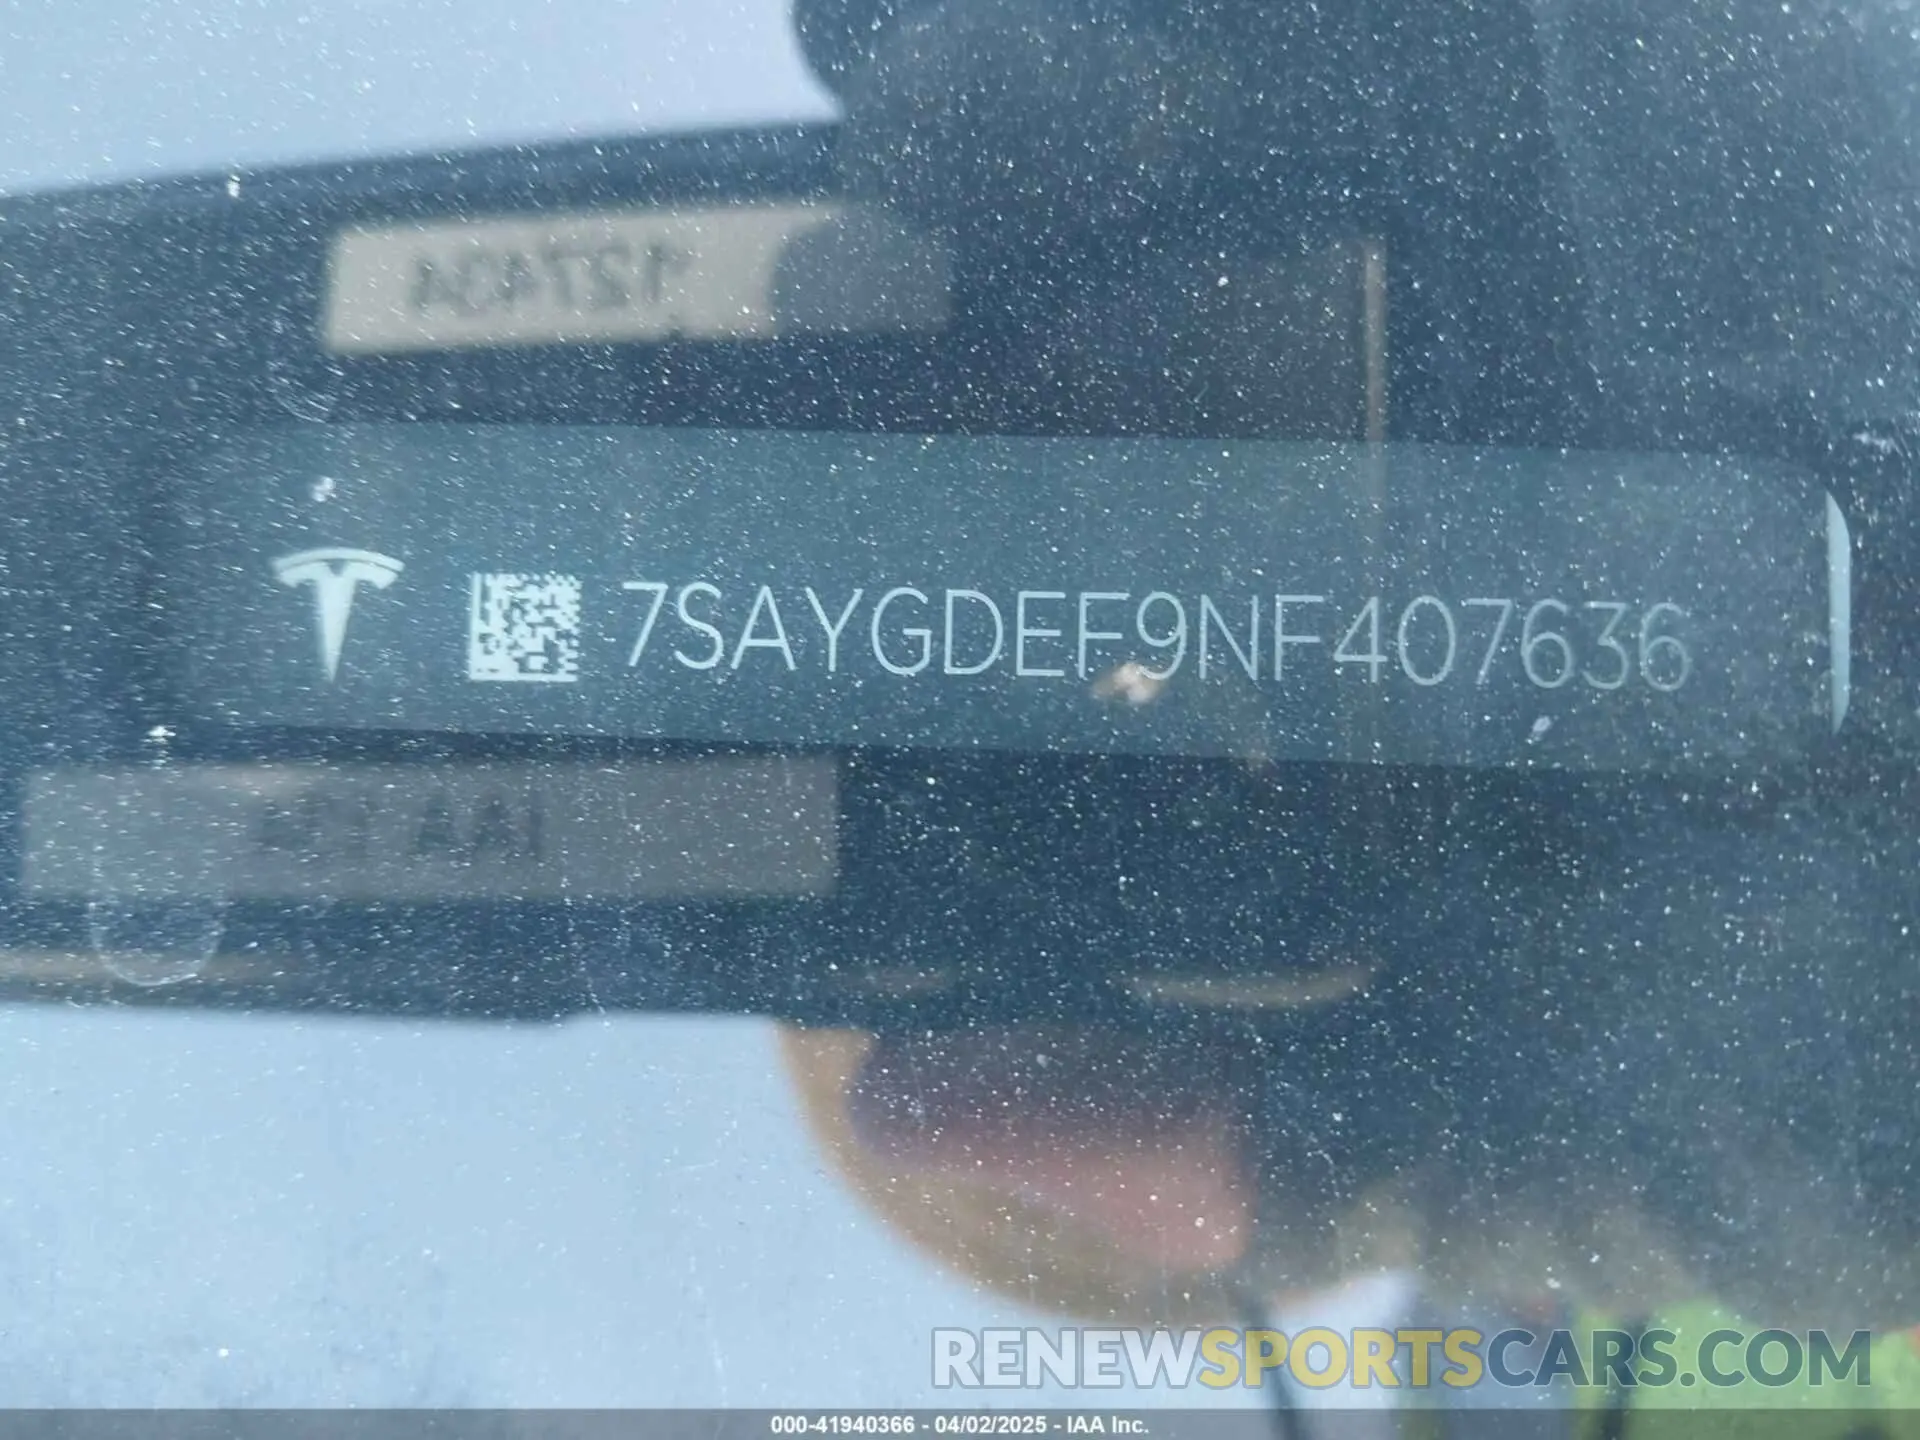 7SAYGDEF9NF407636
RENEWSPORTSCARS.COM
000-41940366 - 04/02/2025 - IAA Inc.